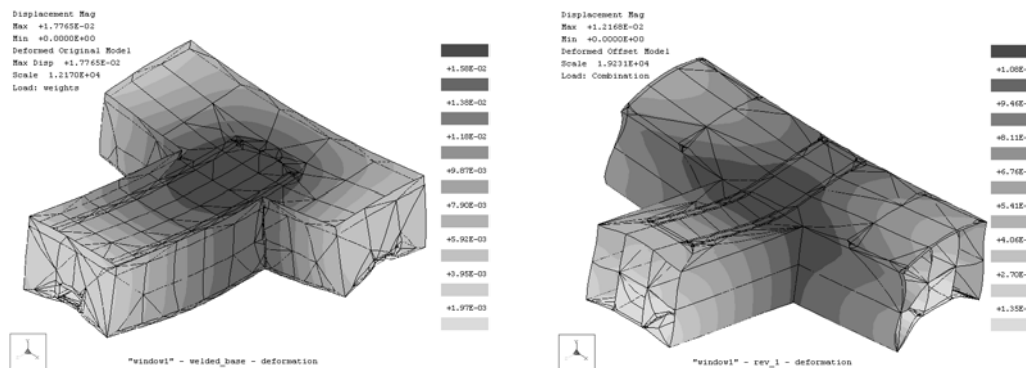 Displacement Mag
Max +1.7765E-02
Min +0.0000E+00
Deformed Original Model
Max Disp +1.7765E-02
Scale 1.2170E+04
Load: weights
+1.58E-02
+1.38E-02
+1.18E-02
+9.87E-03
+7.90E-03
+5.92E-03
+3.95E-03
+1.97E-03
"window1" - welded_base - deformation
Displacement Mag
Max +1.2168E-02
Min +0.0000E+00
Deformed Offset Model
Scale 1.9231E+04
Load: Combination
+1.08E-
+9.46E-
+8.11E-
+6.76E-
+5.41E-
+4.06E-
+2.70E-
+1.35E-
"window1" - rev_1 - deformation